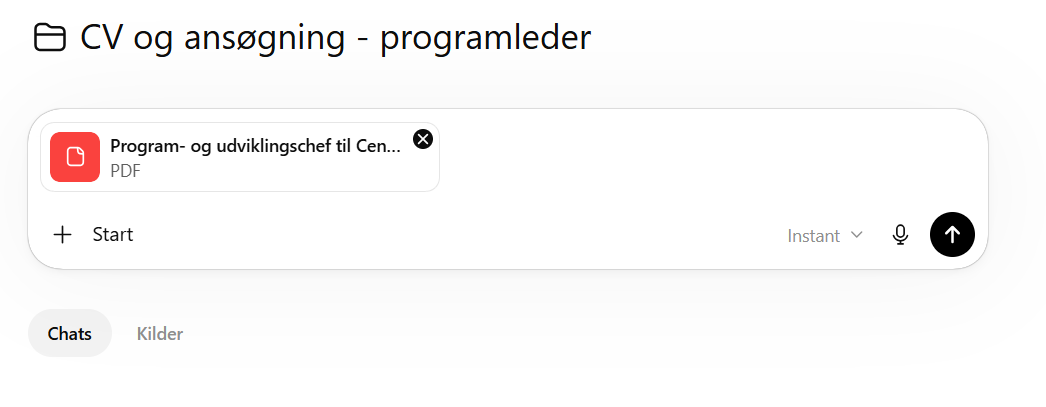 CV og ansøgning - programleder
Program- og udviklingschef til Cen...
PDF
Start
Instant
Chats
Kilder